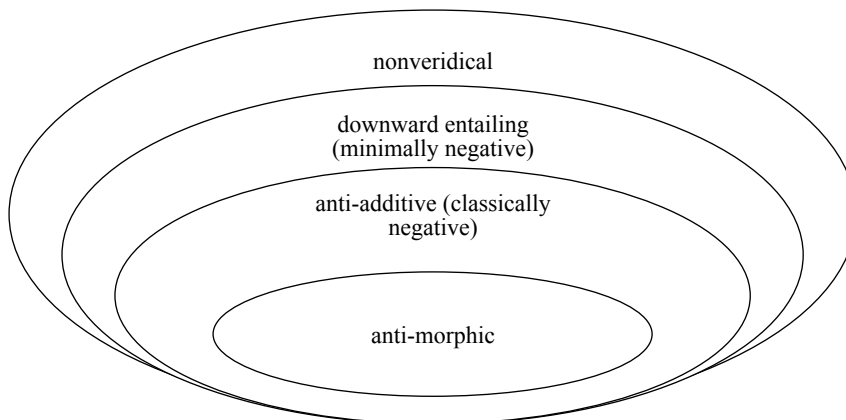 nonveridical
downward entailing
(minimally negative)
anti-additive (classically
negative)
anti-morphic